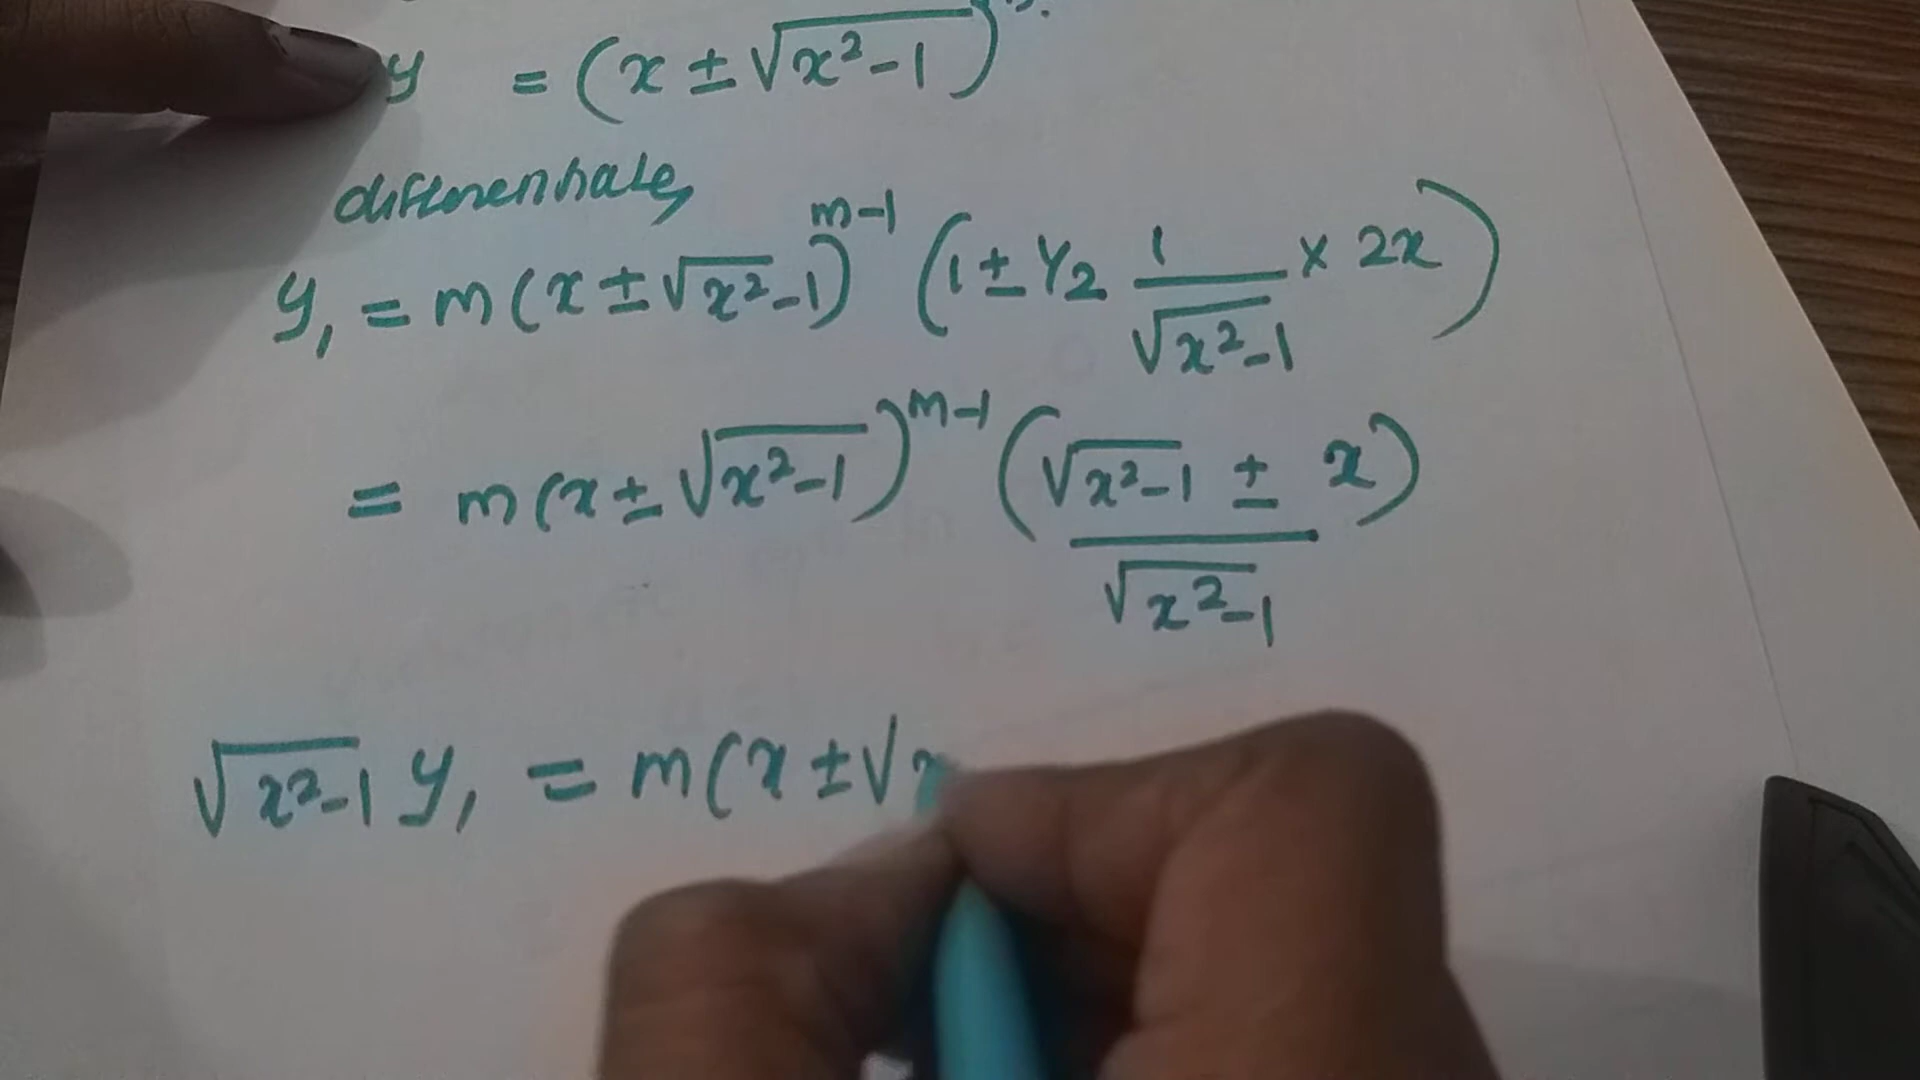 y = (x ± √x²-1)
differentiate,
y₁ = m(x ± √x²-1)^m-1 (1 ± 1/2 1/√x²-1 × 2x)
= m(x ± √x²-1)^m-1 (√x²-1 ± x)/√x²-1
√x²-1 y₁ = m(x ± √x